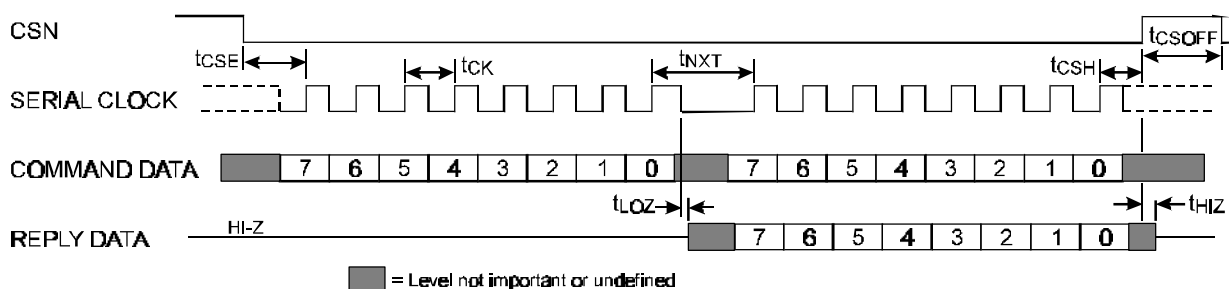 CSN
tCSOFF
tCSE
tCK
tNXT
tCSH
SERIAL CLOCK
COMMAND DATA
7 6 5 4 3 2 1 0 7 6 5 4 3 2 1 0
tLOZ
tHIZ
REPLY DATA
HI-Z
7 6 5 4 3 2 1 0
= Level not important or undefined